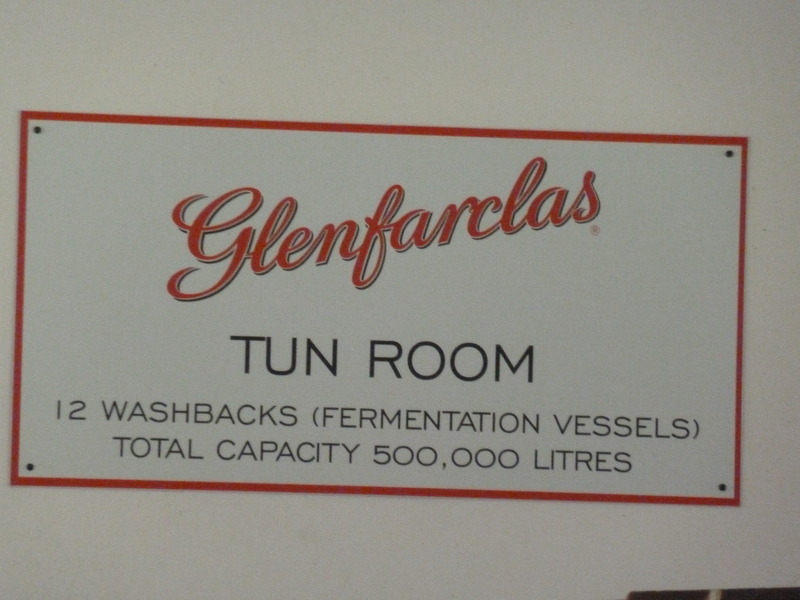 Glenfarclas®
TUN ROOM
12 WASHBACKS (FERMENTATION VESSELS)
TOTAL CAPACITY 500,000 LITRES